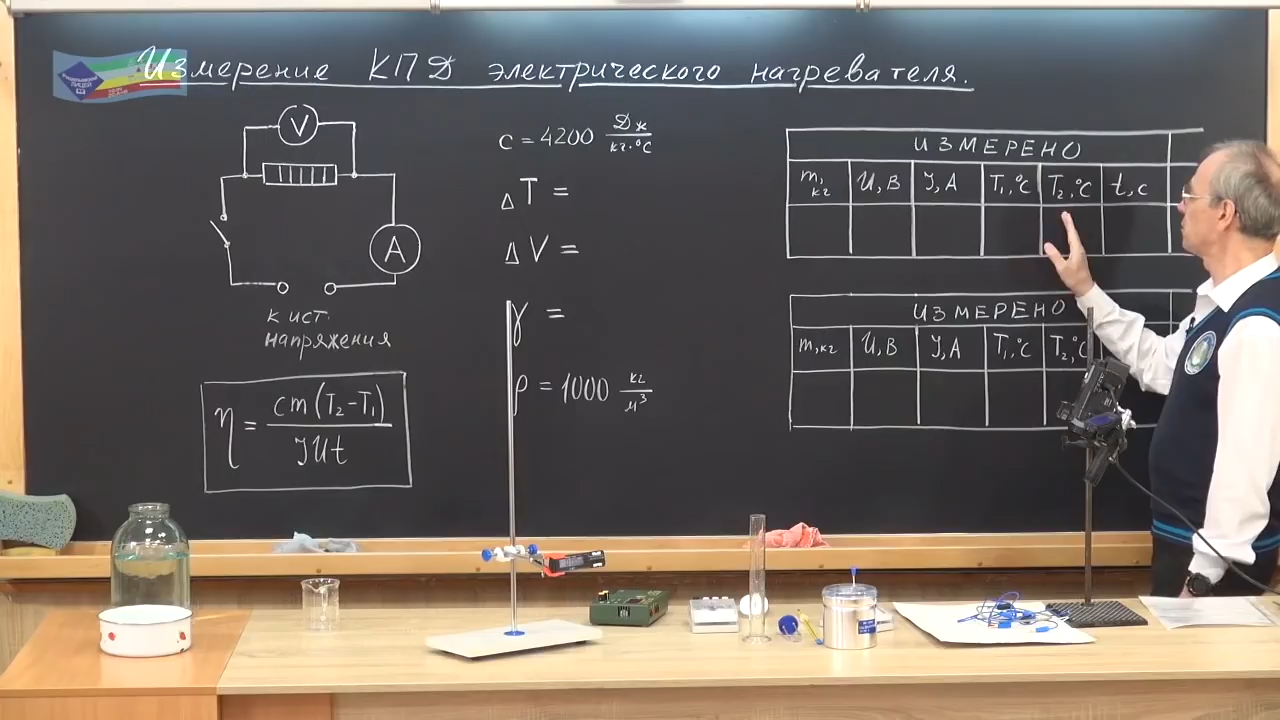 Измерение КПД электрического нагревателя.
V
A
к ист.
напряжения
η = cm(T₂-T₁) / IUt
c = 4200 Дж / кг·°C
ΔT =
ΔV =
γ =
ρ = 1000 кг / м³
ИЗМЕРЕНО
m, кг U, В I, А T₁, °C T₂, °C t, c
ИЗМЕРЕНО
m, кг U, В I, А T₁, °C T₂, °C